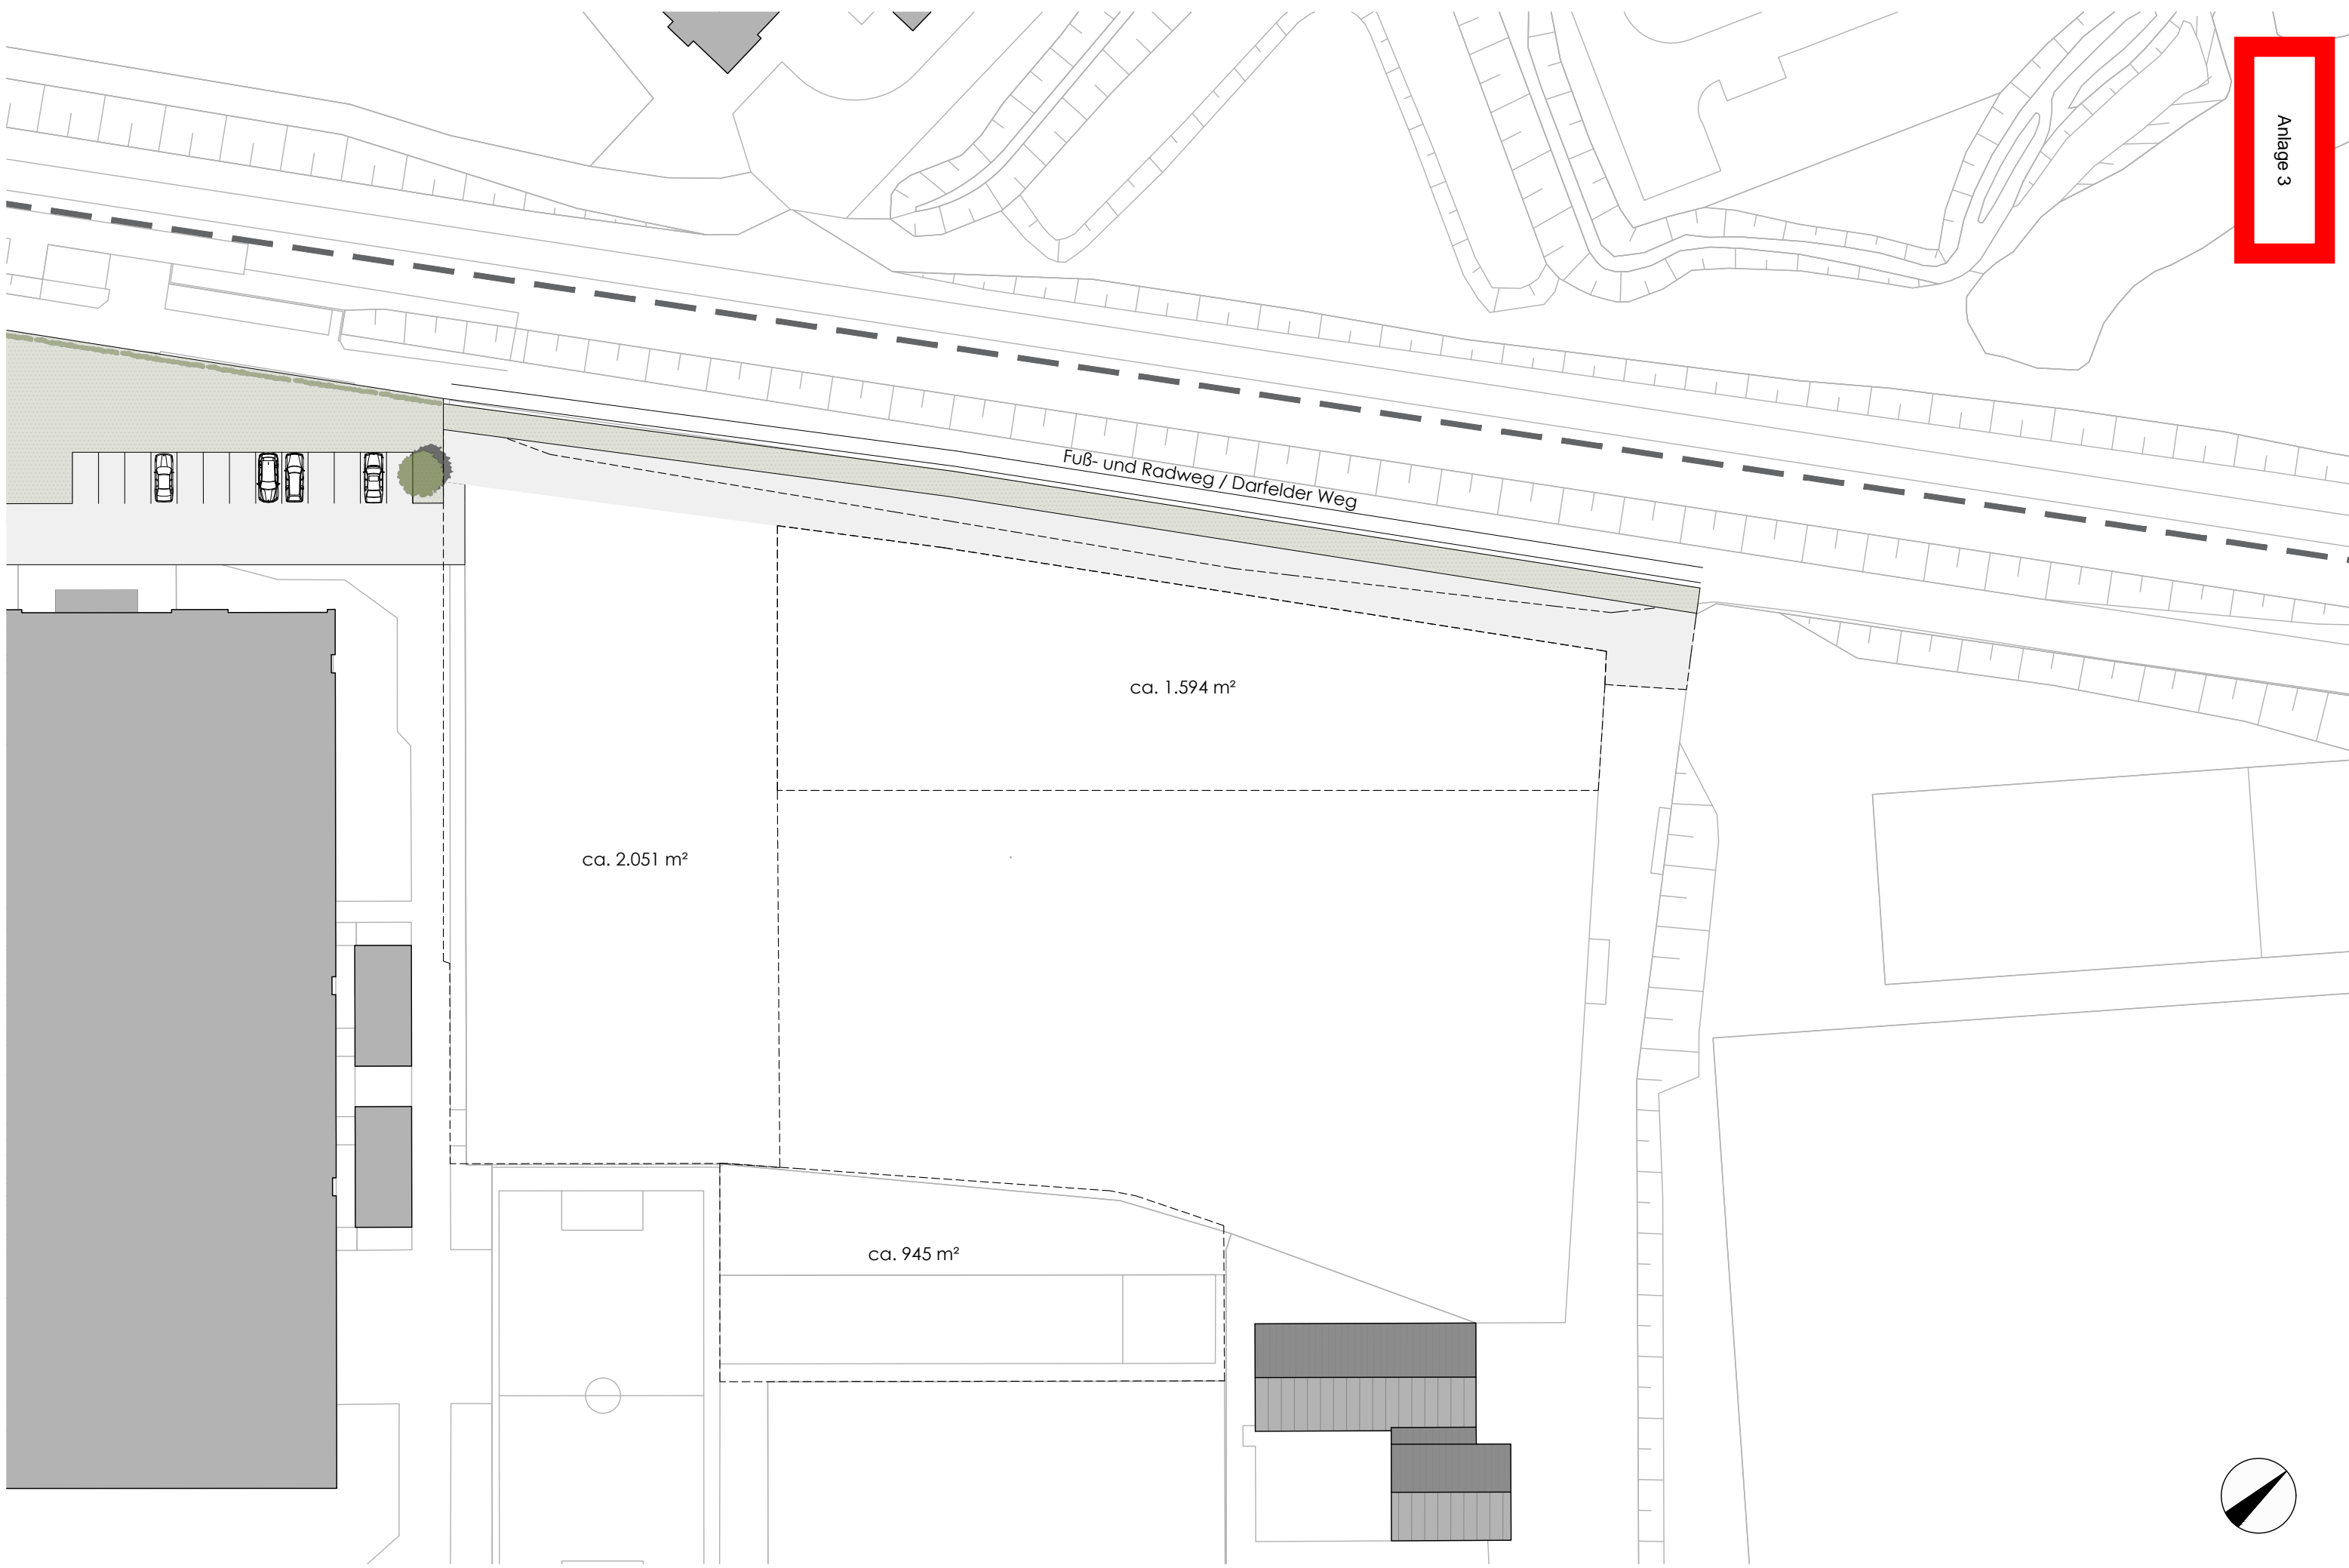 Anlage 3
Fuß- und Radweg / Darfelder Weg
ca. 1.594 m²
ca. 2.051 m²
ca. 945 m²